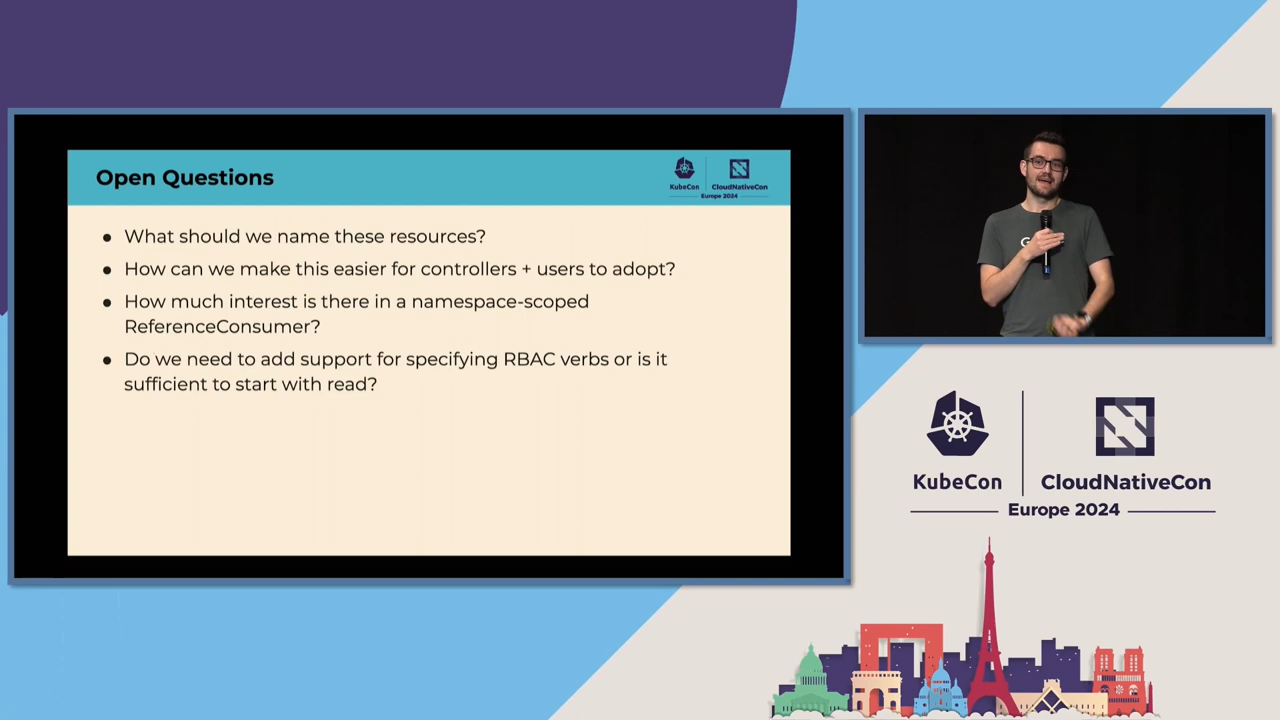 Open Questions
KubeCon
CloudNativeCon
Europe 2024
● What should we name these resources?
● How can we make this easier for controllers + users to adopt?
● How much interest is there in a namespace-scoped
ReferenceConsumer?
● Do we need to add support for specifying RBAC verbs or is it
sufficient to start with read?
G
KubeCon
CloudNativeCon
Europe 2024